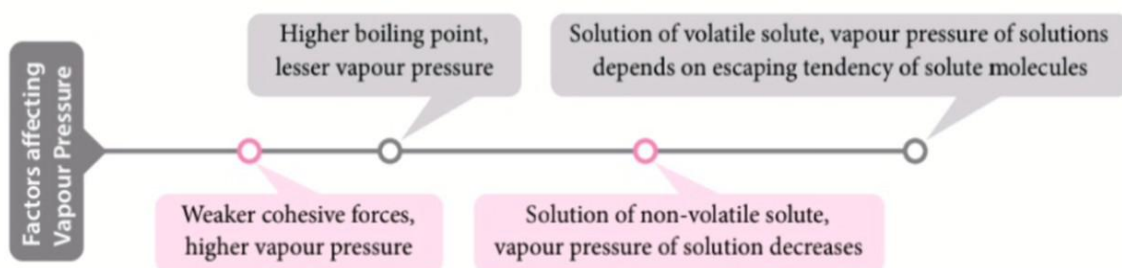 Factors affecting
Vapour Pressure
Higher boiling point,
lesser vapour pressure
Solution of volatile solute, vapour pressure of solutions
depends on escaping tendency of solute molecules
Weaker cohesive forces,
higher vapour pressure
Solution of non-volatile solute,
vapour pressure of solution decreases